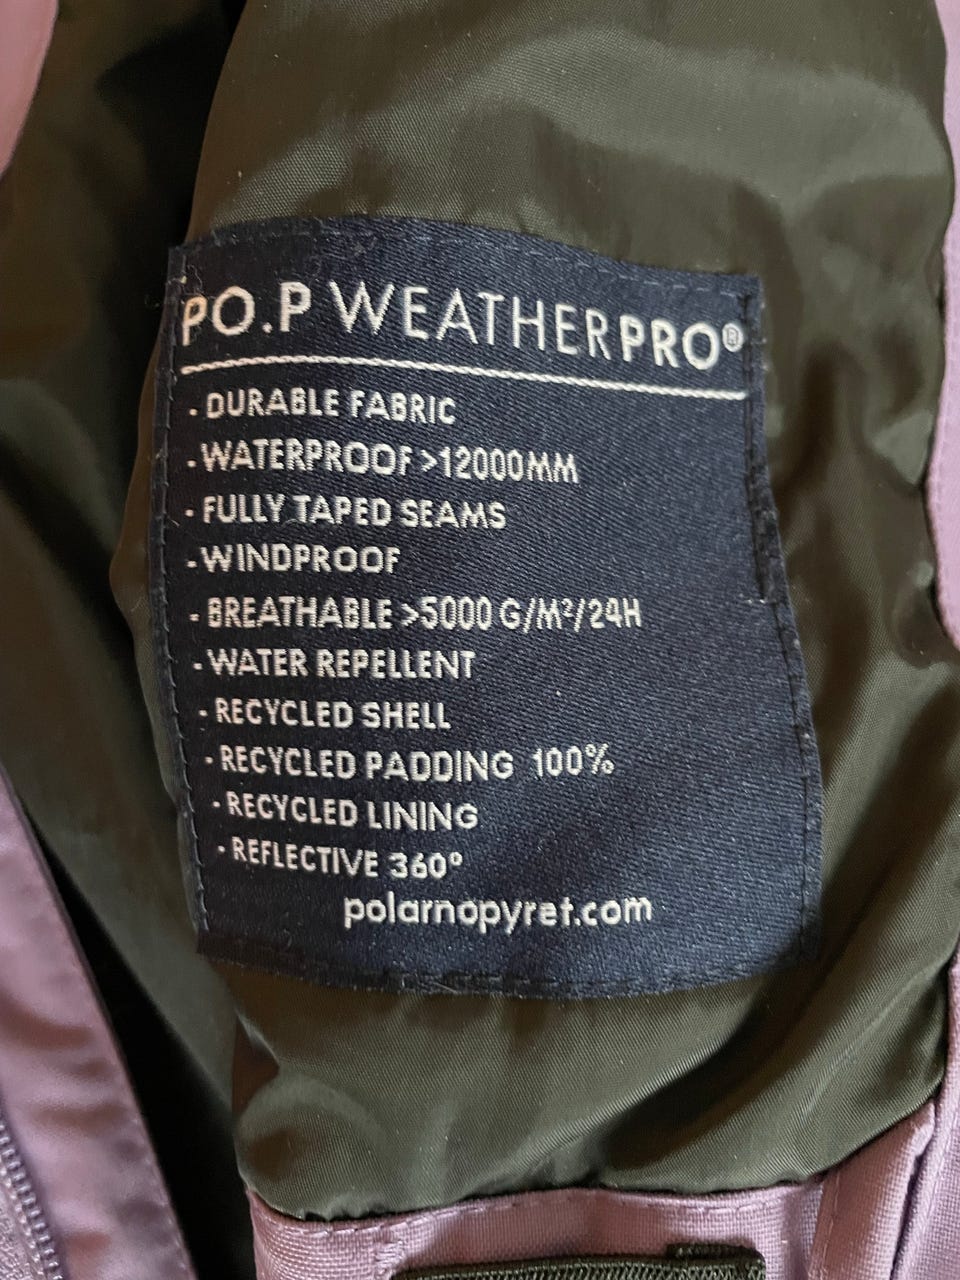 PO.P WEATHERPRO®
· DURABLE FABRIC
· WATERPROOF >12000MM
· FULLY TAPED SEAMS
· WINDPROOF
· BREATHABLE >5000 G/M²/24H
· WATER REPELLENT
· RECYCLED SHELL
· RECYCLED PADDING 100%
· RECYCLED LINING
· REFLECTIVE 360°
polarnopyret.com